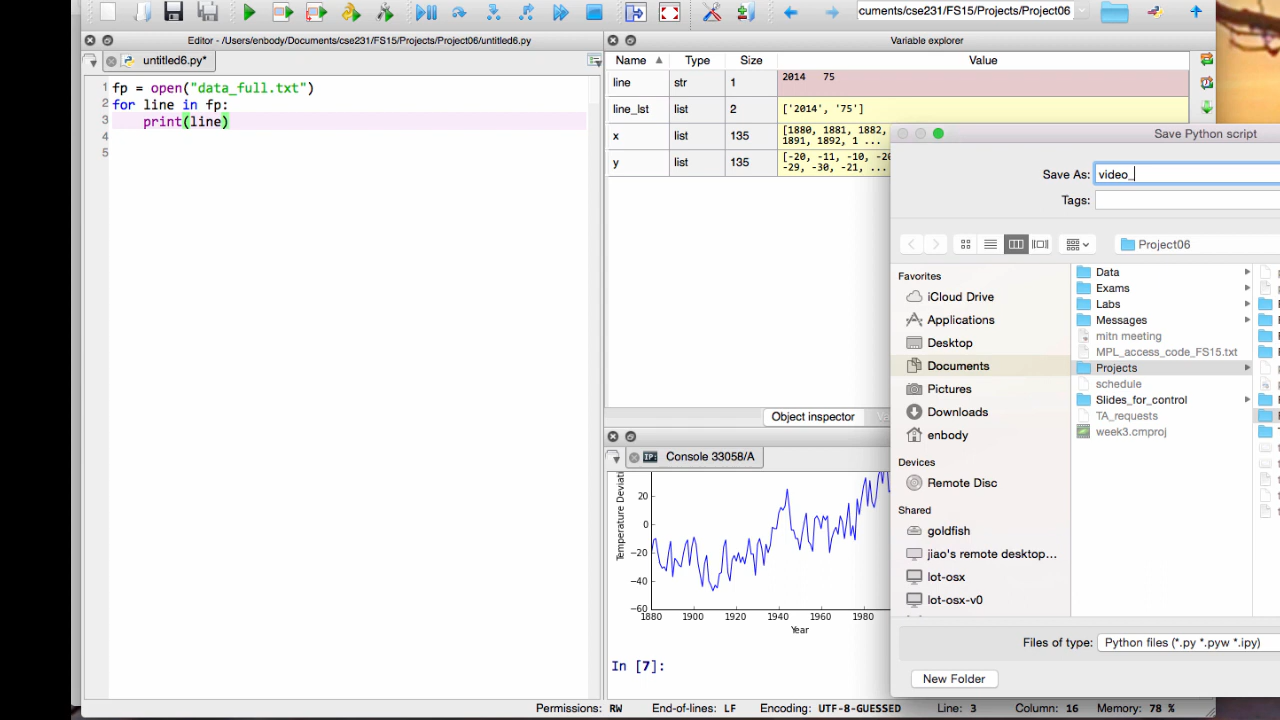 cuments/cse231/FS15/Projects/Project06
Editor - /Users/enbody/Documents/cse231/FS15/Projects/Project06/untitled6.py
untitled6.py*
1 fp = open("data_full.txt")
2 for line in fp:
3     print(line)
4
5
Variable explorer
Name Type Size Value
line str 1 2014 75
line_lst list 2 ['2014', '75']
x list 135 [1880, 1881, 1882,
1891, 1892, 1 ...
y list 135 [-20, -11, -10, -20
-29, -30, -21, ...
Object inspector
Console 33058/A
Temperature Deviati
20
0
−20
−40
−60
1880 1900 1920 1940 1960 1980
Year
In [7]:
Save Python script
Save As: video_
Tags:
Project06
Favorites
iCloud Drive
Applications
Desktop
Documents
Pictures
Downloads
enbody
Devices
Remote Disc
Shared
goldfish
jiao's remote desktop...
lot-osx
lot-osx-v0
Data
Exams
Labs
Messages
mitn meeting
MPL_access_code_FS15.txt
Projects
schedule
Slides_for_control
TA_requests
week3.cmproj
Files of type: Python files (*.py *.pyw *.ipy)
New Folder
Permissions: RW End-of-lines: LF Encoding: UTF-8-GUESSED Line: 3 Column: 16 Memory: 78 %